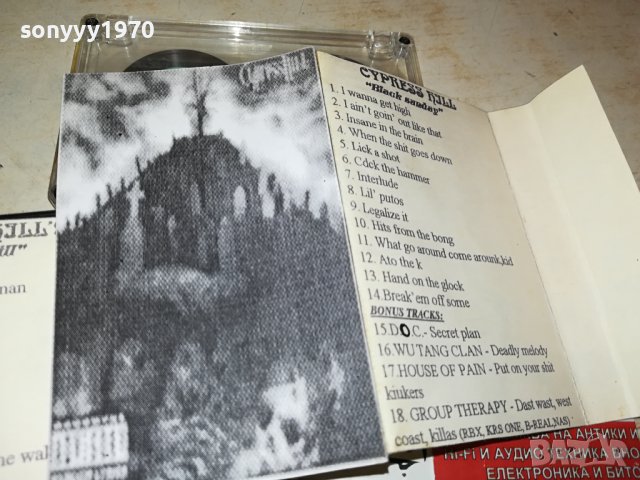 sonyyy1970
Cypress Hill
CYPRESS HILL
"Black sunday"
1. I wanna get high
2. I ain't goin' out like that
3. Insane in the brain
4. When the shit goes down
5. Lick a shot
6. Cdck the hammer
7. Interlude
8. Lil' putos
9. Legalize it
10. Hits from the bong
11. What go around come arounk,kid
12. Ato the k
13. Hand on the glock
14.Break'em off some
BONUS TRACKS:
15.D.O.C.- Secret plan
16.WU TANG CLAN - Deadly melody
17.HOUSE OF PAIN - Put on your shit
kiukers
18. GROUP THERAPY - Dast wast, west
coast, killas (RBX, KRS ONE, B-REAL,NAS)
НА АНТИКИ И
HI-FI И АУДИО ТЕХНИКА ВНО
ЕЛЕКТРОНИКА И БИТО